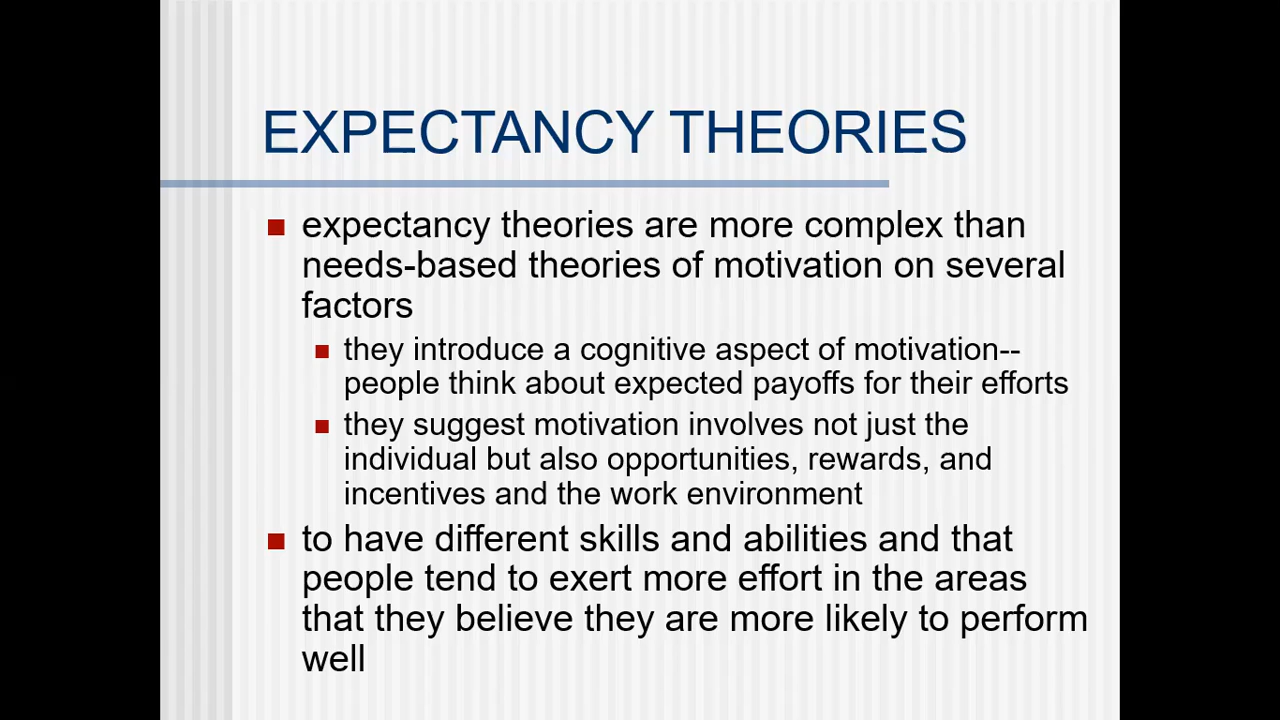 EXPECTANCY THEORIES
expectancy theories are more complex than
needs-based theories of motivation on several
factors
they introduce a cognitive aspect of motivation--
people think about expected payoffs for their efforts
they suggest motivation involves not just the
individual but also opportunities, rewards, and
incentives and the work environment
to have different skills and abilities and that
people tend to exert more effort in the areas
that they believe they are more likely to perform
well